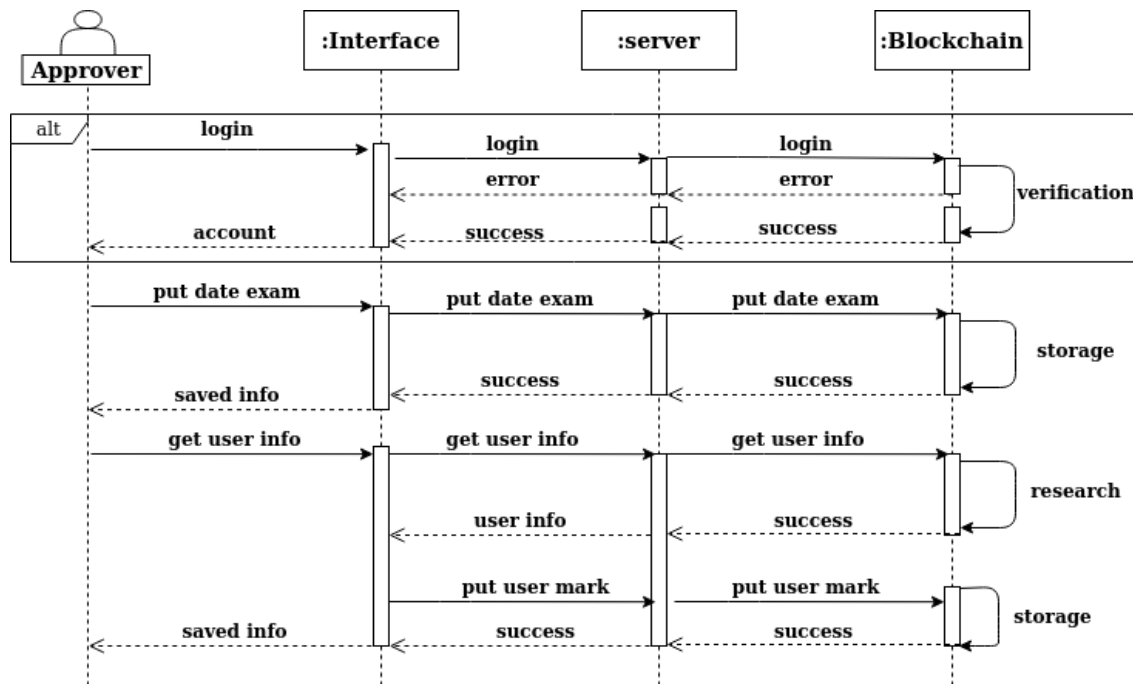 Approver
:Interface
:server
:Blockchain
alt
login
login
login
error
error
verification
account
success
success
put date exam
put date exam
put date exam
storage
saved info
success
success
get user info
get user info
get user info
research
user info
success
put user mark
put user mark
storage
saved info
success
success